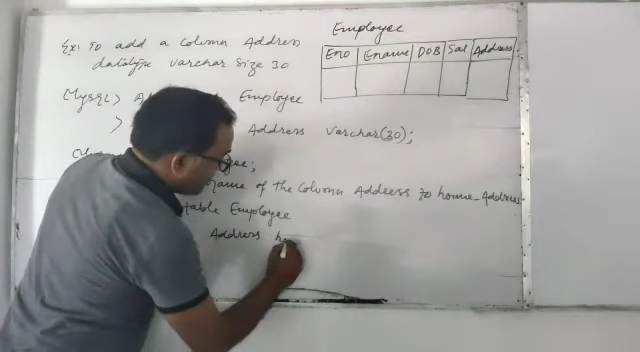 Ex: To add a Column Address
datatype varchar size 30
Employee
Eno Ename DOB Sal Address
Mysql> Employee
> Address varchar(30);
name of the Column Address to home_Address
table Employee
Address ho